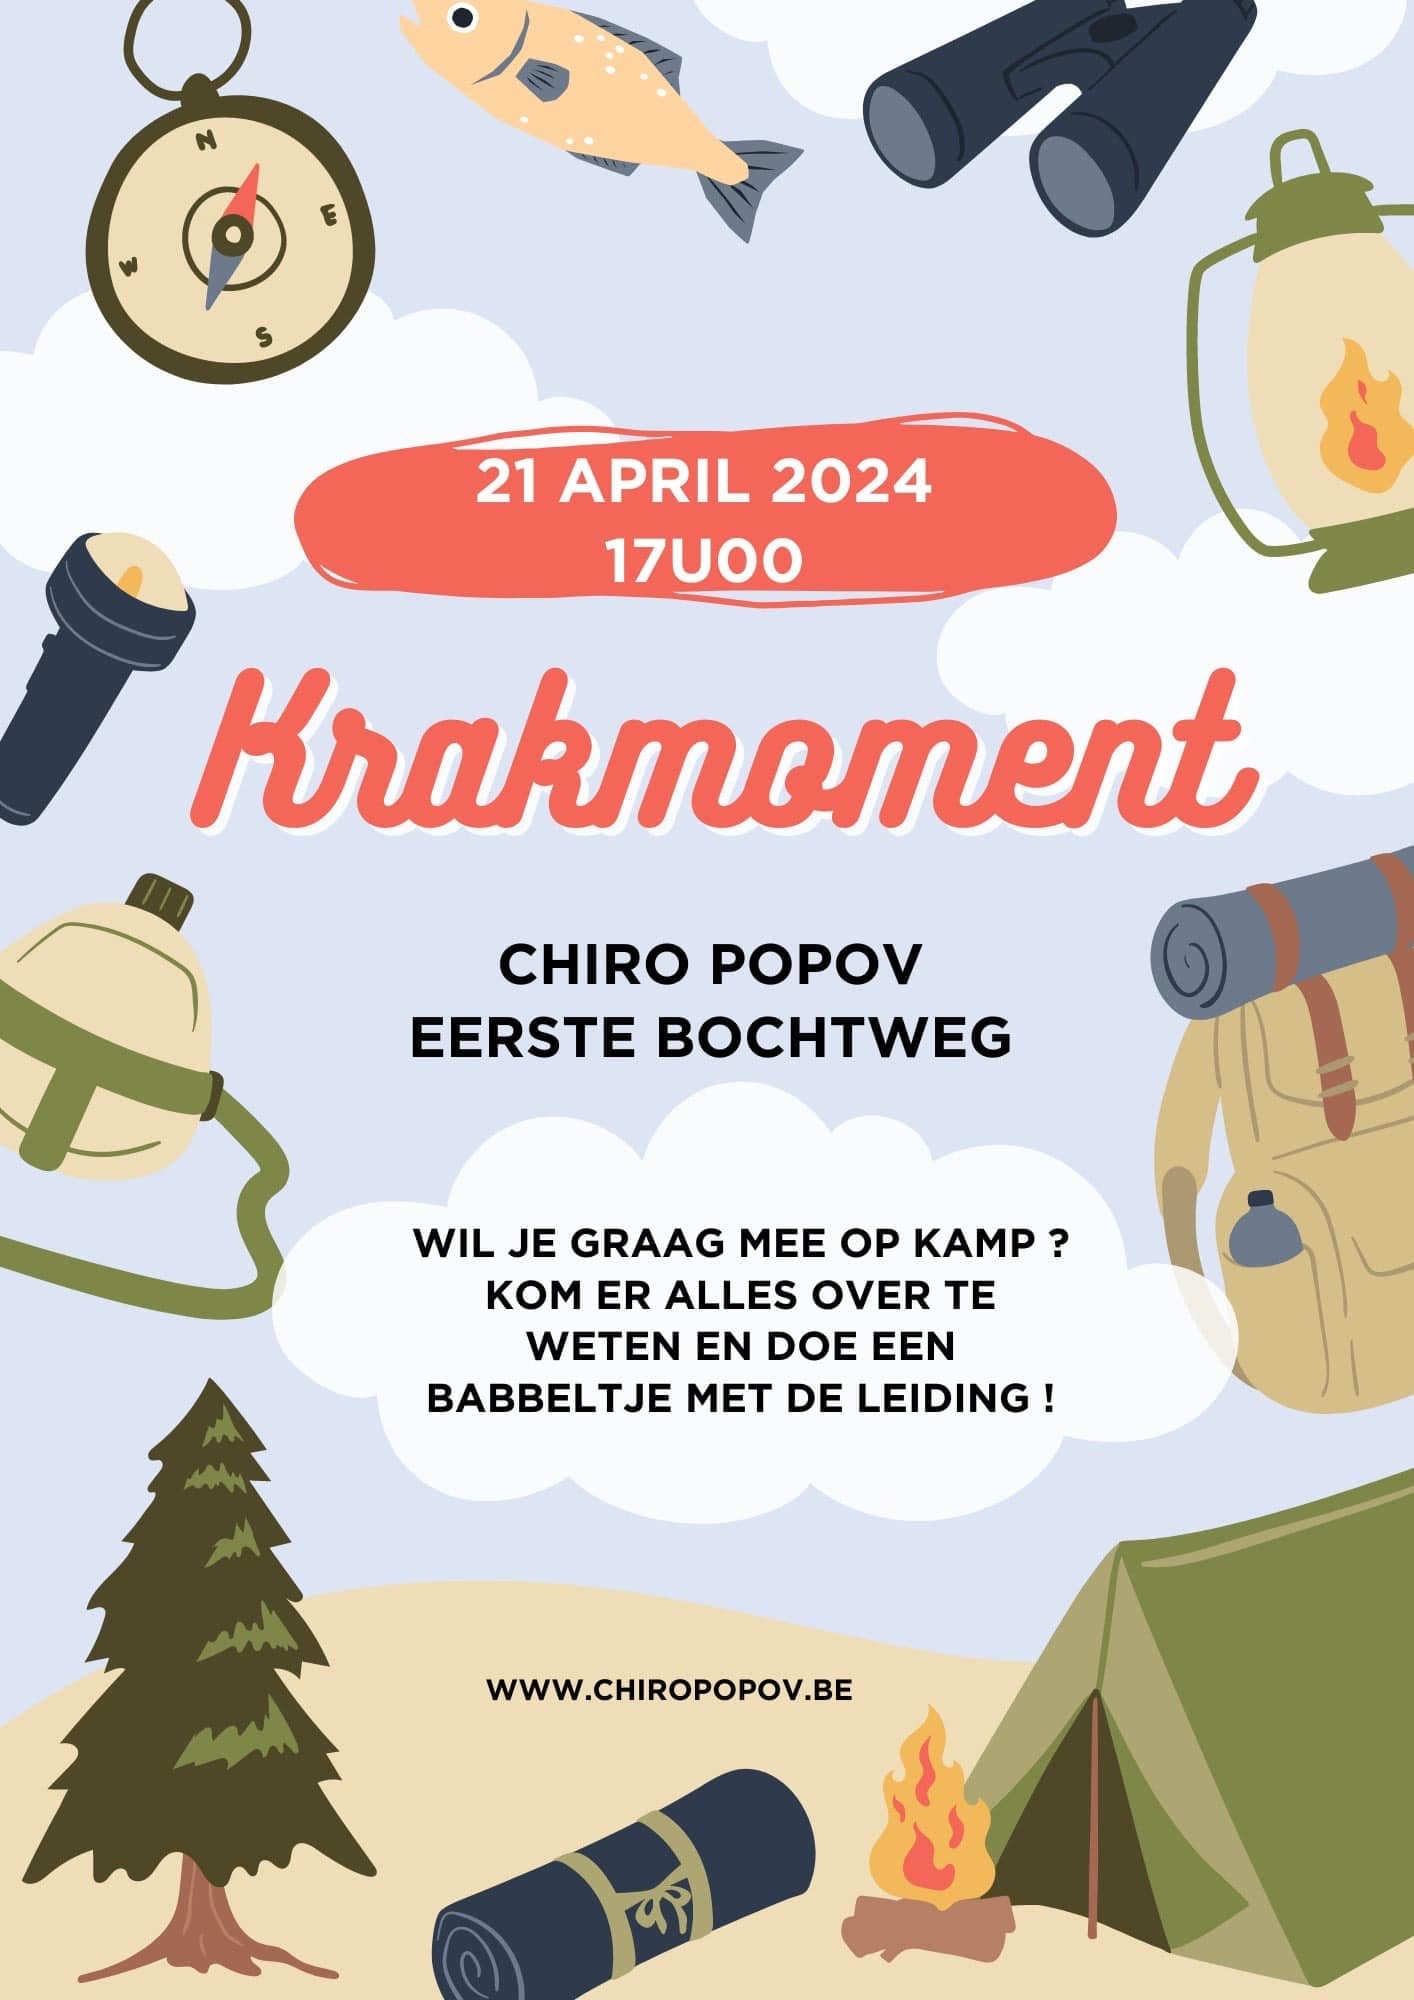 N
E
W
S
21 APRIL 2024
17U00
Krakmoment
CHIRO POPOV
EERSTE BOCHTWEG
WIL JE GRAAG MEE OP KAMP ?
KOM ER ALLES OVER TE
WETEN EN DOE EEN
BABBELTJE MET DE LEIDING !
WWW.CHIROPOPOV.BE